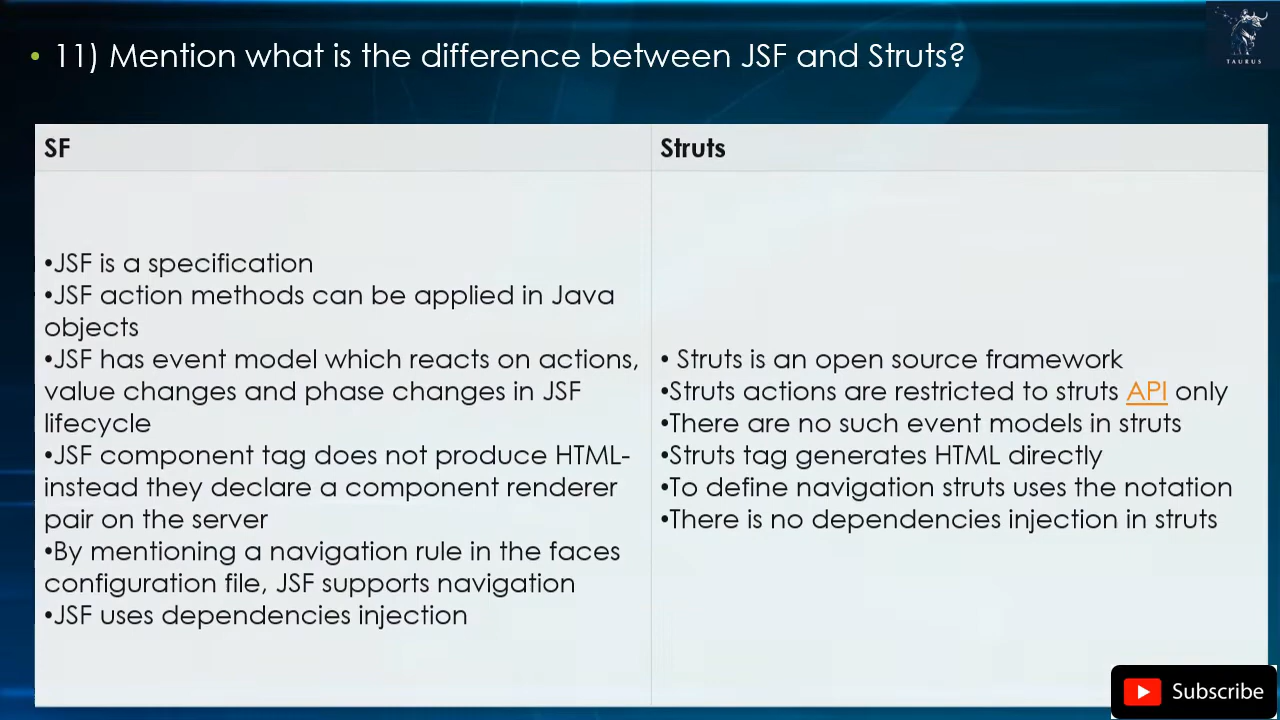 • 11) Mention what is the difference between JSF and Struts?
TAURUS
SF
Struts
•JSF is a specification
•JSF action methods can be applied in Java
objects
•JSF has event model which reacts on actions,
value changes and phase changes in JSF
lifecycle
•JSF component tag does not produce HTML-
instead they declare a component renderer
pair on the server
•By mentioning a navigation rule in the faces
configuration file, JSF supports navigation
•JSF uses dependencies injection
• Struts is an open source framework
•Struts actions are restricted to struts API only
•There are no such event models in struts
•Struts tag generates HTML directly
•To define navigation struts uses the notation
•There is no dependencies injection in struts
Subscribe